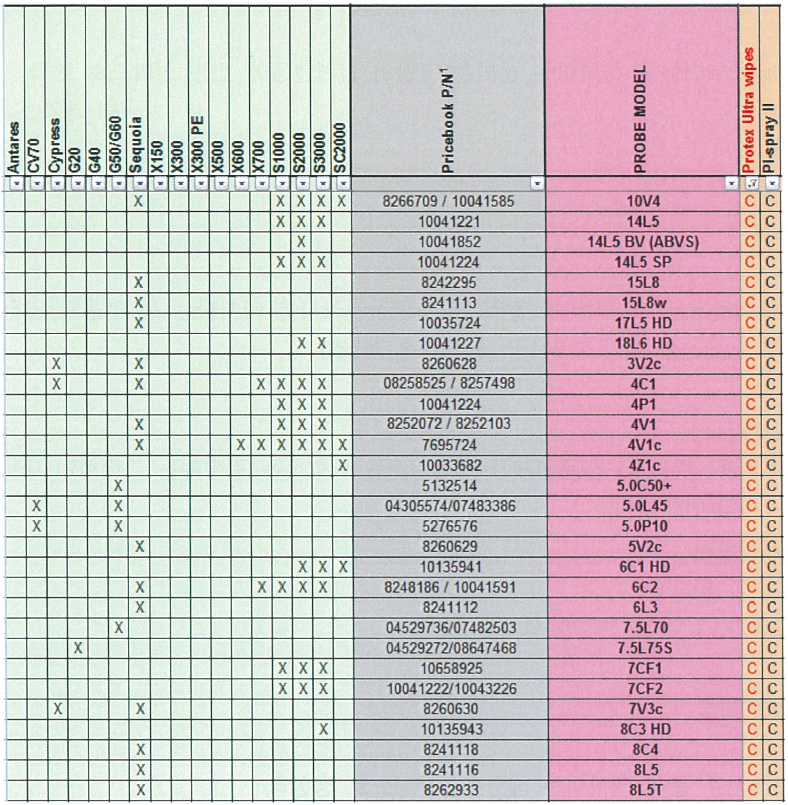 Antares CV70 Cypress G20 G40 G50/G60 Sequoia X150 X300 X300 PE X500 X600 X700 S1000 S2000 S3000 SC2000 Pricebook P/N1 PROBE MODEL Protex Ultra wipes PI-spray II
X X X X X 8266709 / 10041585 10V4 C C
X X X 10041221 14L5 C C
X 10041852 14L5 BV (ABVS) C C
X X X 10041224 14L5 SP C C
X 8242295 15L8 C C
X 8241113 15L8w C C
X 10035724 17L5 HD C C
X X 10041227 18L6 HD C C
X X 8260628 3V2c C C
X X X X X X 08258525 / 8257498 4C1 C C
X X X 10041224 4P1 C C
X X X X 8252072 / 8252103 4V1 C C
X X X X X X X 7695724 4V1c C C
X 10033682 4Z1c C C
X 5132514 5.0C50+ C C
X X 04305574/07483386 5.0L45 C C
X X 5276576 5.0P10 C C
X 8260629 5V2c C C
X X X 10135941 6C1 HD C C
X X X X X 8248186 / 10041591 6C2 C C
X 8241112 6L3 C C
X 04529736/07482503 7.5L70 C C
X 04529272/08647468 7.5L75S C C
X X X 10658925 7CF1 C C
X X X 10041222/10043226 7CF2 C C
X X 8260630 7V3c C C
X 10135943 8C3 HD C C
X 8241118 8C4 C C
X 8241116 8L5 C C
X 8262933 8L5T C C